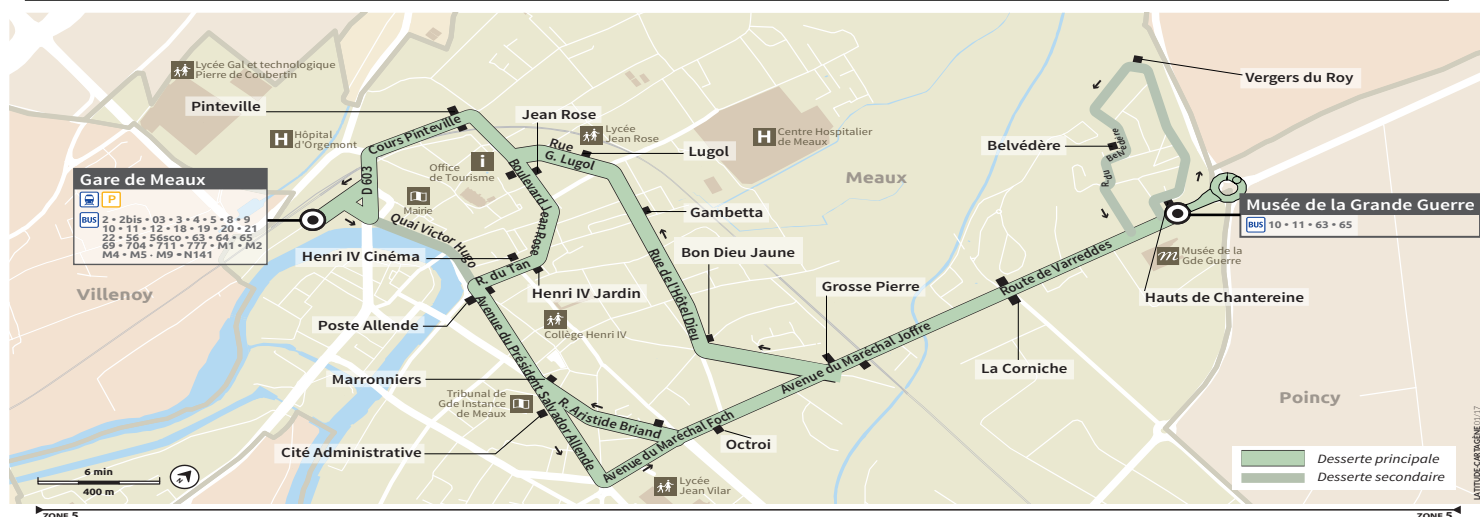 Lycée Gal et technologique
Pierre de Coubertin
Pinteville
H
Hôpital
d'Orgemont
Cours Pinteville
Jean Rose
Lycée
Jean Rose
Rue
G. Lugol
Lugol
H
Centre Hospitalier
de Meaux
Vergers du Roy
Belvédère
R. du Belvédère
Meaux
i
Office
de Tourisme
Boulevard Jean Rose
Gare de Meaux
P
BUS
2 • 2bis • 03 • 3 • 4 • 5 • 8 • 9
10 • 11 • 12 • 18 • 19 • 20 • 21
22 • 56 • 56sco • 63 • 64 • 65
69 • 704 • 711 • 777 • M1 • M2
M4 • M5 · M9 • N141
D 603
Mairie
Quai Victor Hugo
Gambetta
Musée de la Grande Guerre
BUS 10 • 11 • 63 • 65
Henri IV Cinéma
R. du Tan
Henri IV Jardin
Rue de l'Hôtel Dieu
Bon Dieu Jaune
Grosse Pierre
Route de Varreddes
m
Musée de la
Gde Guerre
Hauts de Chantereine
Villenoy
Poste Allende
Collège Henri IV
Avenue du Président Salvador Allende
Avenue du Maréchal Joffre
La Corniche
Marronniers
Tribunal de
Gde Instance
de Meaux
R. Aristide Briand
Avenue du Maréchal Foch
Octroi
Cité Administrative
Lycée
Jean Vilar
Poincy
6 min
400 m
N
Desserte principale
Desserte secondaire
LATITUDE-CARTAGÈNE 01/17
ZONE 5
ZONE 5